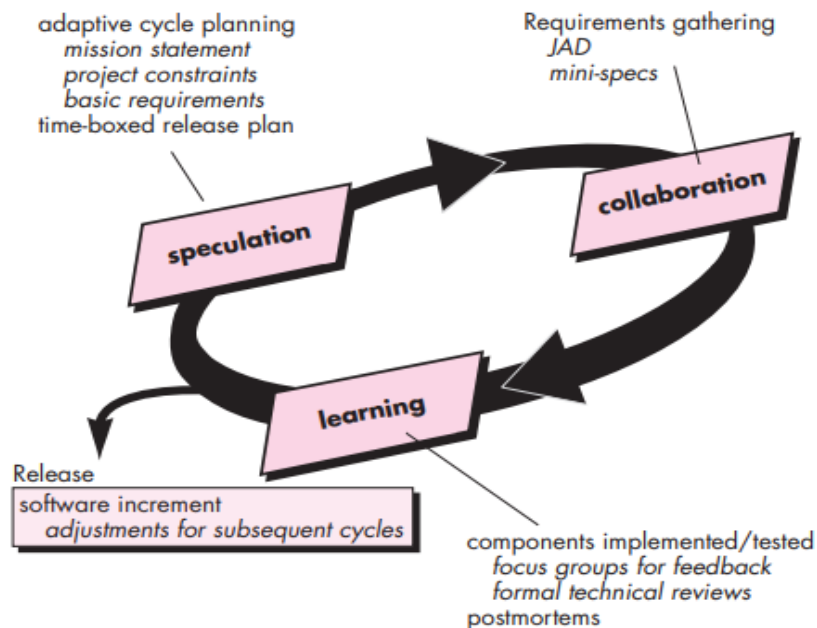 adaptive cycle planning
mission statement
project constraints
basic requirements
time-boxed release plan
Requirements gathering
JAD
mini-specs
speculation
collaboration
learning
Release
software increment
adjustments for subsequent cycles
components implemented/tested
focus groups for feedback
formal technical reviews
postmortems